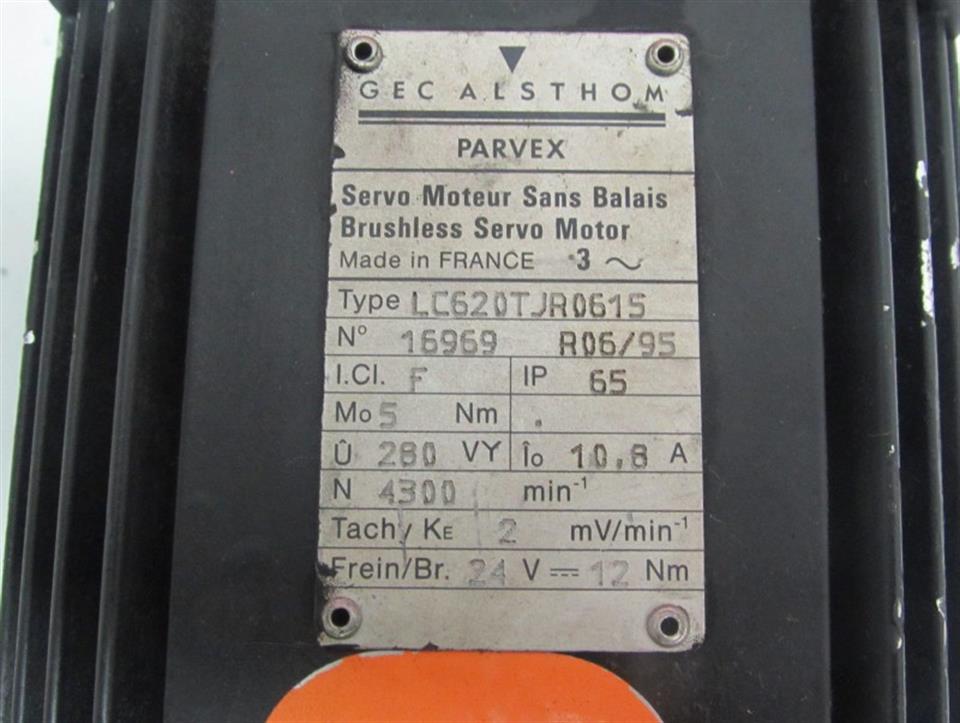 GEC ALSTHOM
PARVEX
Servo Moteur Sans Balais
Brushless Servo Motor
Made in FRANCE 3 ~
Type LC620TJR0615
N° 16969 R06/95
I.Cl. F IP 65
Mo 5 Nm
Û 280 VY Îo 10,8 A
N 4300 min⁻¹
Tachy KE 2 mV/min⁻¹
Frein/Br. 24 V ⎓ 12 Nm